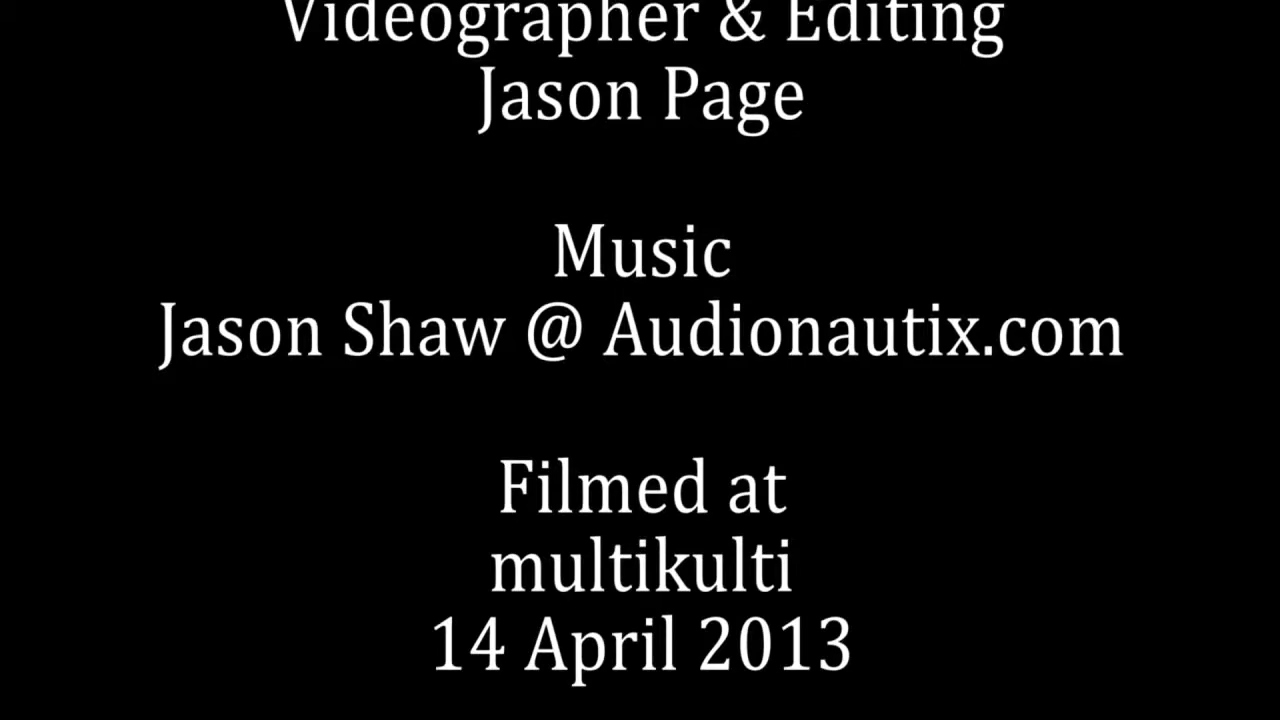 Videographer & Editing
Jason Page
Music
Jason Shaw @ Audionautix.com
Filmed at
multikulti
14 April 2013